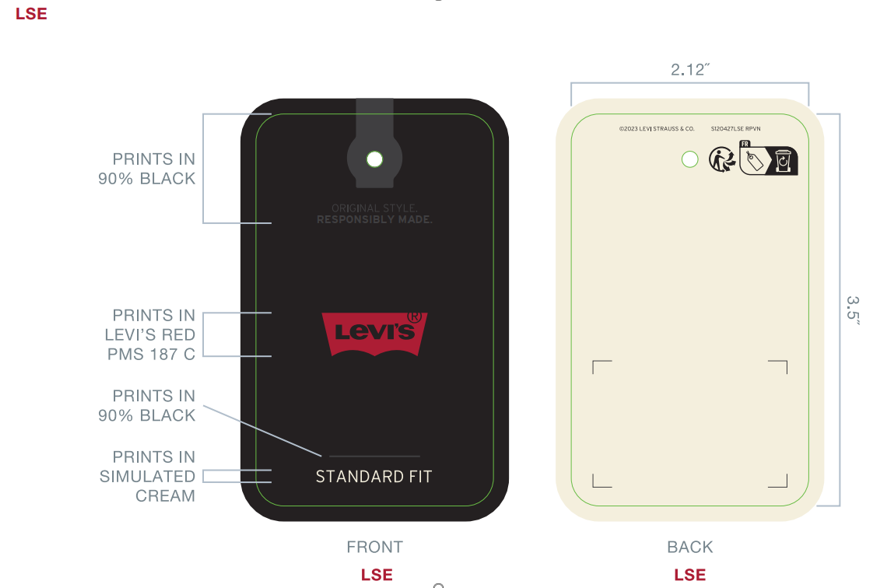 LSE
2.12″
©2023 LEVI STRAUSS & CO. S120427LSE RPVN
FR
PRINTS IN
90% BLACK
ORIGINAL STYLE.
RESPONSIBLY MADE.
3.5″
PRINTS IN
LEVI'S RED
PMS 187 C
LEVI'S®
PRINTS IN
90% BLACK
PRINTS IN
SIMULATED
CREAM
STANDARD FIT
FRONT
BACK
LSE
LSE